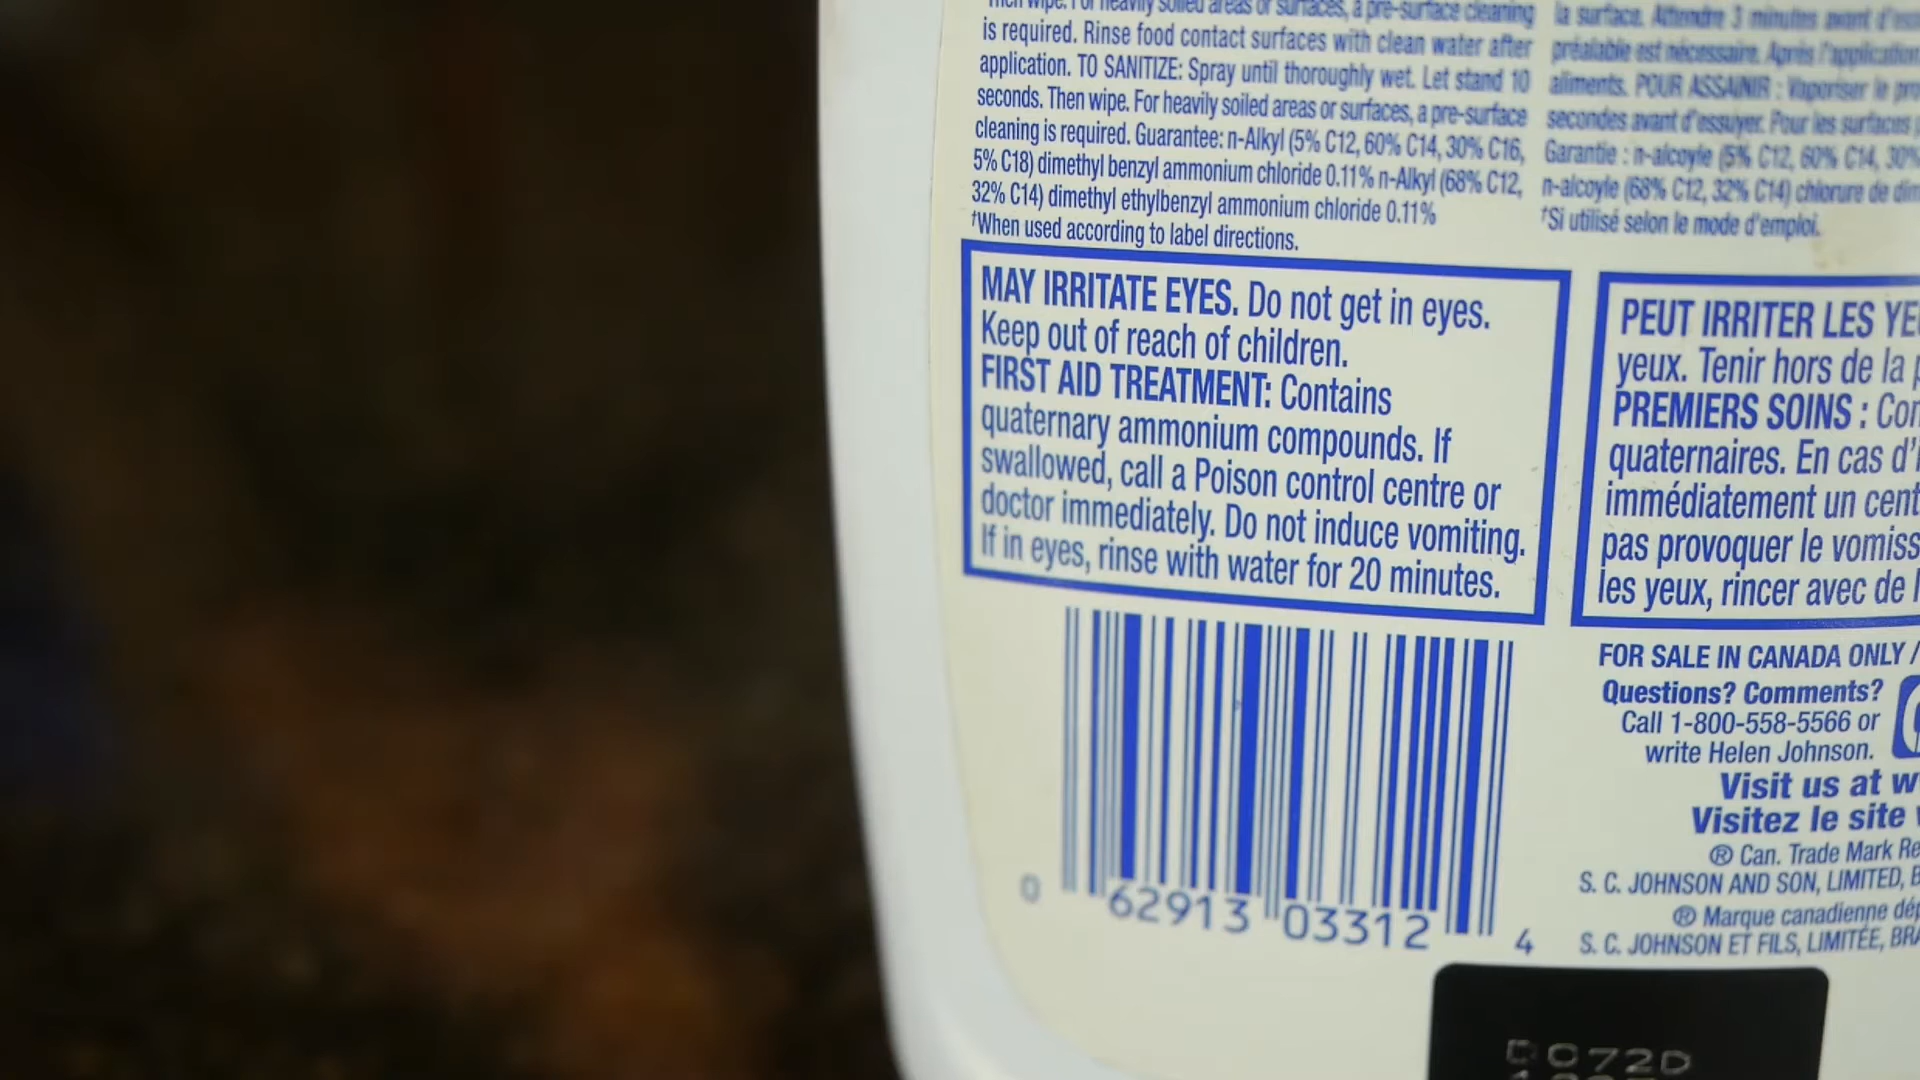 Then wipe. For heavily soiled areas or surfaces, a pre-surface cleaning
is required. Rinse food contact surfaces with clean water after
application. TO SANITIZE: Spray until thoroughly wet. Let stand 10
seconds. Then wipe. For heavily soiled areas or surfaces, a pre-surface
cleaning is required. Guarantee: n-Alkyl (5% C12, 60% C14, 30% C16,
5% C18) dimethyl benzyl ammonium chloride 0.11% n-Alkyl (68% C12,
32% C14) dimethyl ethylbenzyl ammonium chloride 0.11%
†When used according to label directions.
la surface. Attendre 3 minutes avant
préalable est nécessaire. Après l'application
aliments. POUR ASSAINIR : Vaporiser le
secondes avant d'essuyer. Pour les surfaces
Garantie : n-alcoyle (5% C12, 60% C14, 30%
n-alcoyle (68% C12, 32% C14) chlorure de
†Si utilisé selon le mode d'emploi.
MAY IRRITATE EYES. Do not get in eyes.
Keep out of reach of children.
FIRST AID TREATMENT: Contains
quaternary ammonium compounds. If
swallowed, call a Poison control centre or
doctor immediately. Do not induce vomiting.
If in eyes, rinse with water for 20 minutes.
PEUT IRRITER LES YE
yeux. Tenir hors de la
PREMIERS SOINS : Con
quaternaires. En cas d'
immédiatement un cent
pas provoquer le vomiss
les yeux, rincer avec de l
0 62913 03312 4
FOR SALE IN CANADA ONLY /
Questions? Comments?
Call 1-800-558-5566 or
write Helen Johnson.
Visit us at w
Visitez le site
® Can. Trade Mark Re
S. C. JOHNSON AND SON, LIMITED, B
® Marque canadienne dép
S. C. JOHNSON ET FILS, LIMITÉE, BRA